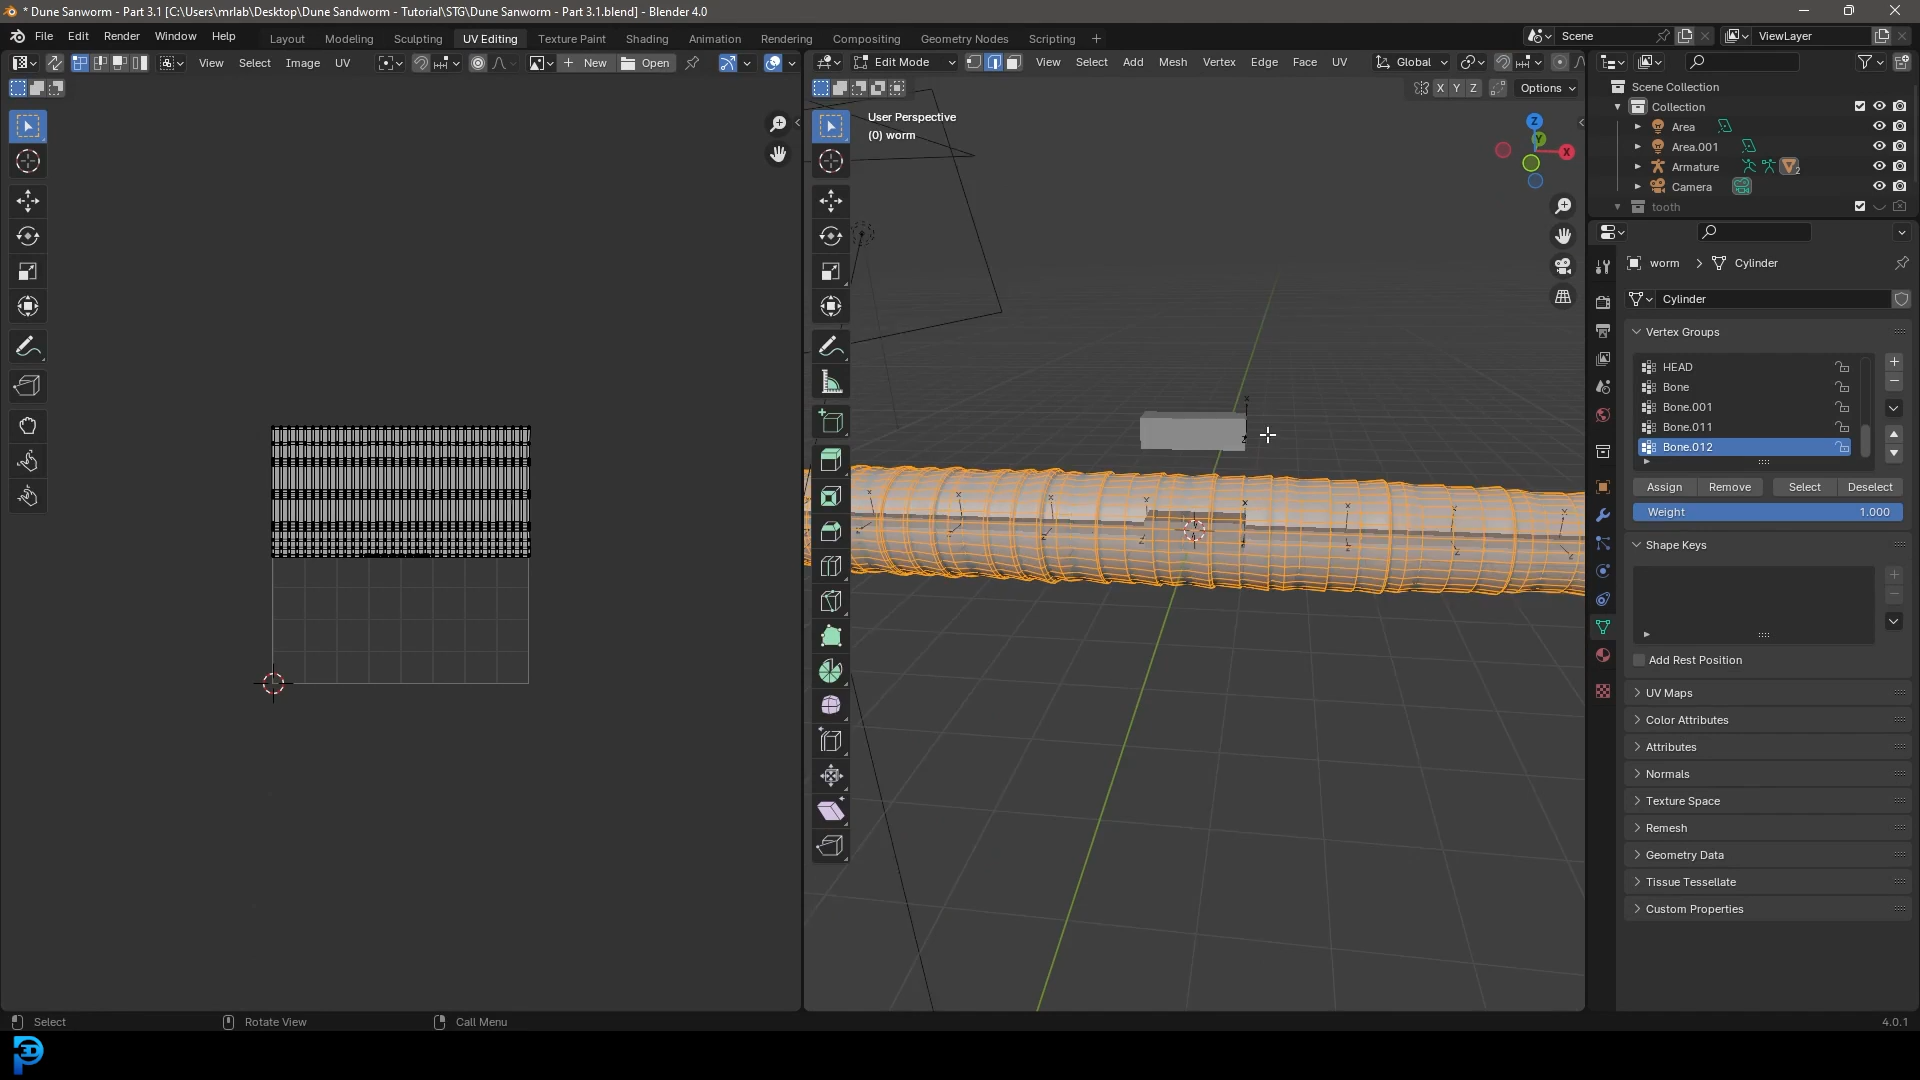 * Dune Sanworm - Part 3.1 [C:\Users\mrlab\Desktop\Dune Sandworm - Tutorial\STG\Dune Sanworm - Part 3.1.blend] - Blender 4.0
File Edit Render Window Help
Layout Modeling Sculpting UV Editing Texture Paint Shading Animation Rendering Compositing Geometry Nodes Scripting +
Scene
ViewLayer
View Select Image UV
New
Open
Edit Mode
View Select Add Mesh Vertex Edge Face UV
Global
X Y Z
Options
User Perspective
(0) worm
Z
Y
X
Scene Collection
Collection
Area
Area.001
Armature
2
Camera
tooth
worm > Cylinder
Cylinder
Vertex Groups
HEAD
Bone
Bone.001
Bone.011
Bone.012
Assign Remove Select Deselect
Weight 1.000
Shape Keys
Add Rest Position
UV Maps
Color Attributes
Attributes
Normals
Texture Space
Remesh
Geometry Data
Tissue Tessellate
Custom Properties
Select
Rotate View
Call Menu
4.0.1